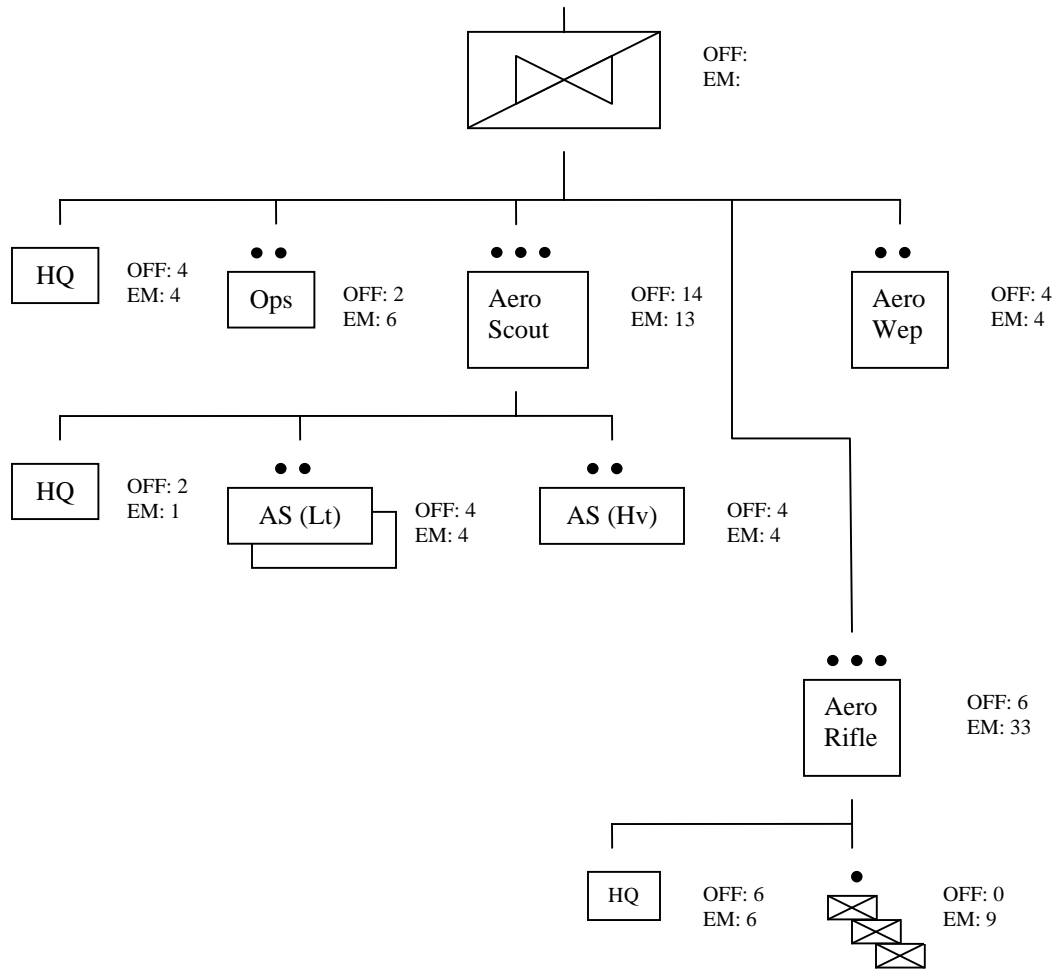 OFF:
EM:
HQ
OFF: 4
EM: 4
Ops
OFF: 2
EM: 6
Aero
Scout
OFF: 14
EM: 13
Aero
Wep
OFF: 4
EM: 4
HQ
OFF: 2
EM: 1
AS (Lt)
OFF: 4
EM: 4
AS (Hv)
OFF: 4
EM: 4
Aero
Rifle
OFF: 6
EM: 33
HQ
OFF: 6
EM: 6
OFF: 0
EM: 9